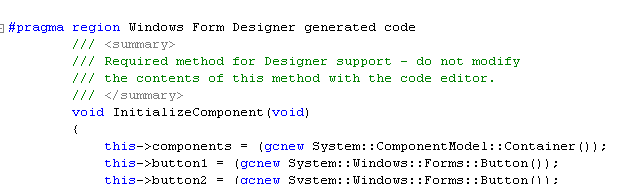 #pragma region Windows Form Designer generated code
/// <summary>
/// Required method for Designer support - do not modify
/// the contents of this method with the code editor.
/// </summary>
void InitializeComponent(void)
{
this->components = (gcnew System::ComponentModel::Container());
this->button1 = (gcnew System::Windows::Forms::Button());
this->button2 = (gcnew System::Windows::Forms::Button());